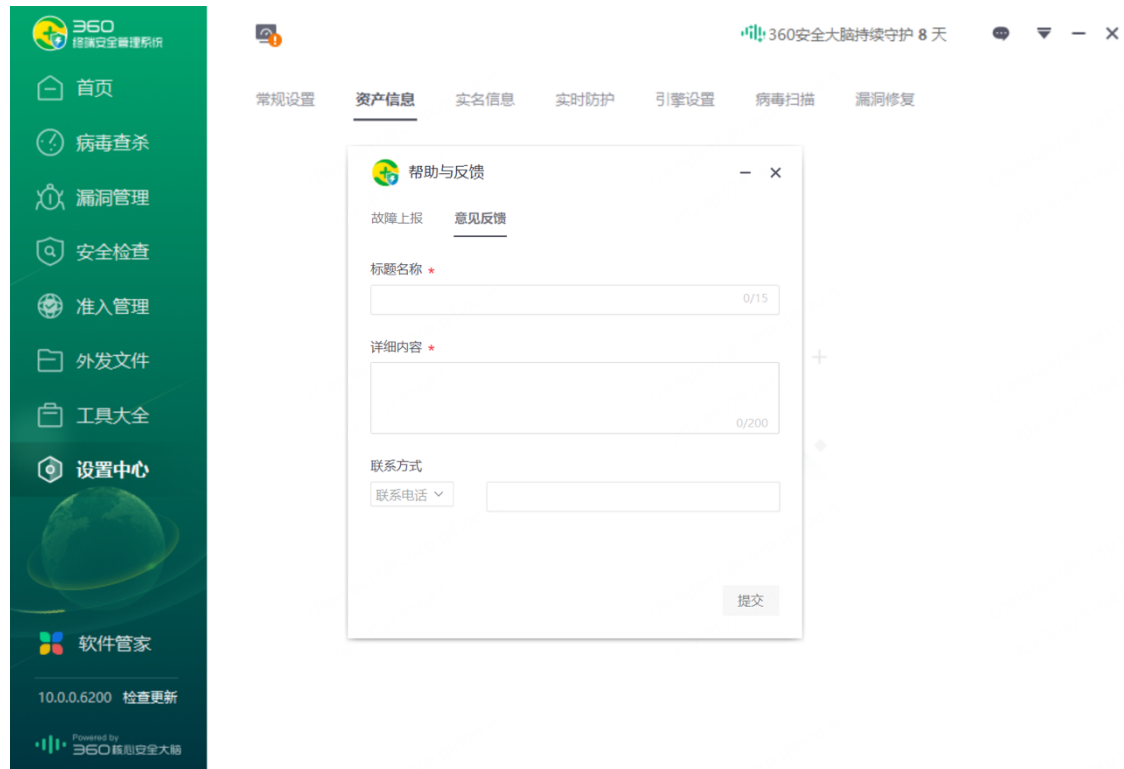 360
终端安全管理系统
360安全大脑持续守护 8 天
首页
病毒查杀
漏洞管理
安全检查
准入管理
外发文件
工具大全
设置中心
软件管家
10.0.0.6200 检查更新
Powered by
360核心安全大脑
常规设置 资产信息 实名信息 实时防护 引擎设置 病毒扫描 漏洞修复
帮助与反馈
故障上报 意见反馈
标题名称 *
0/15
详细内容 *
0/200
联系方式
联系电话
提交